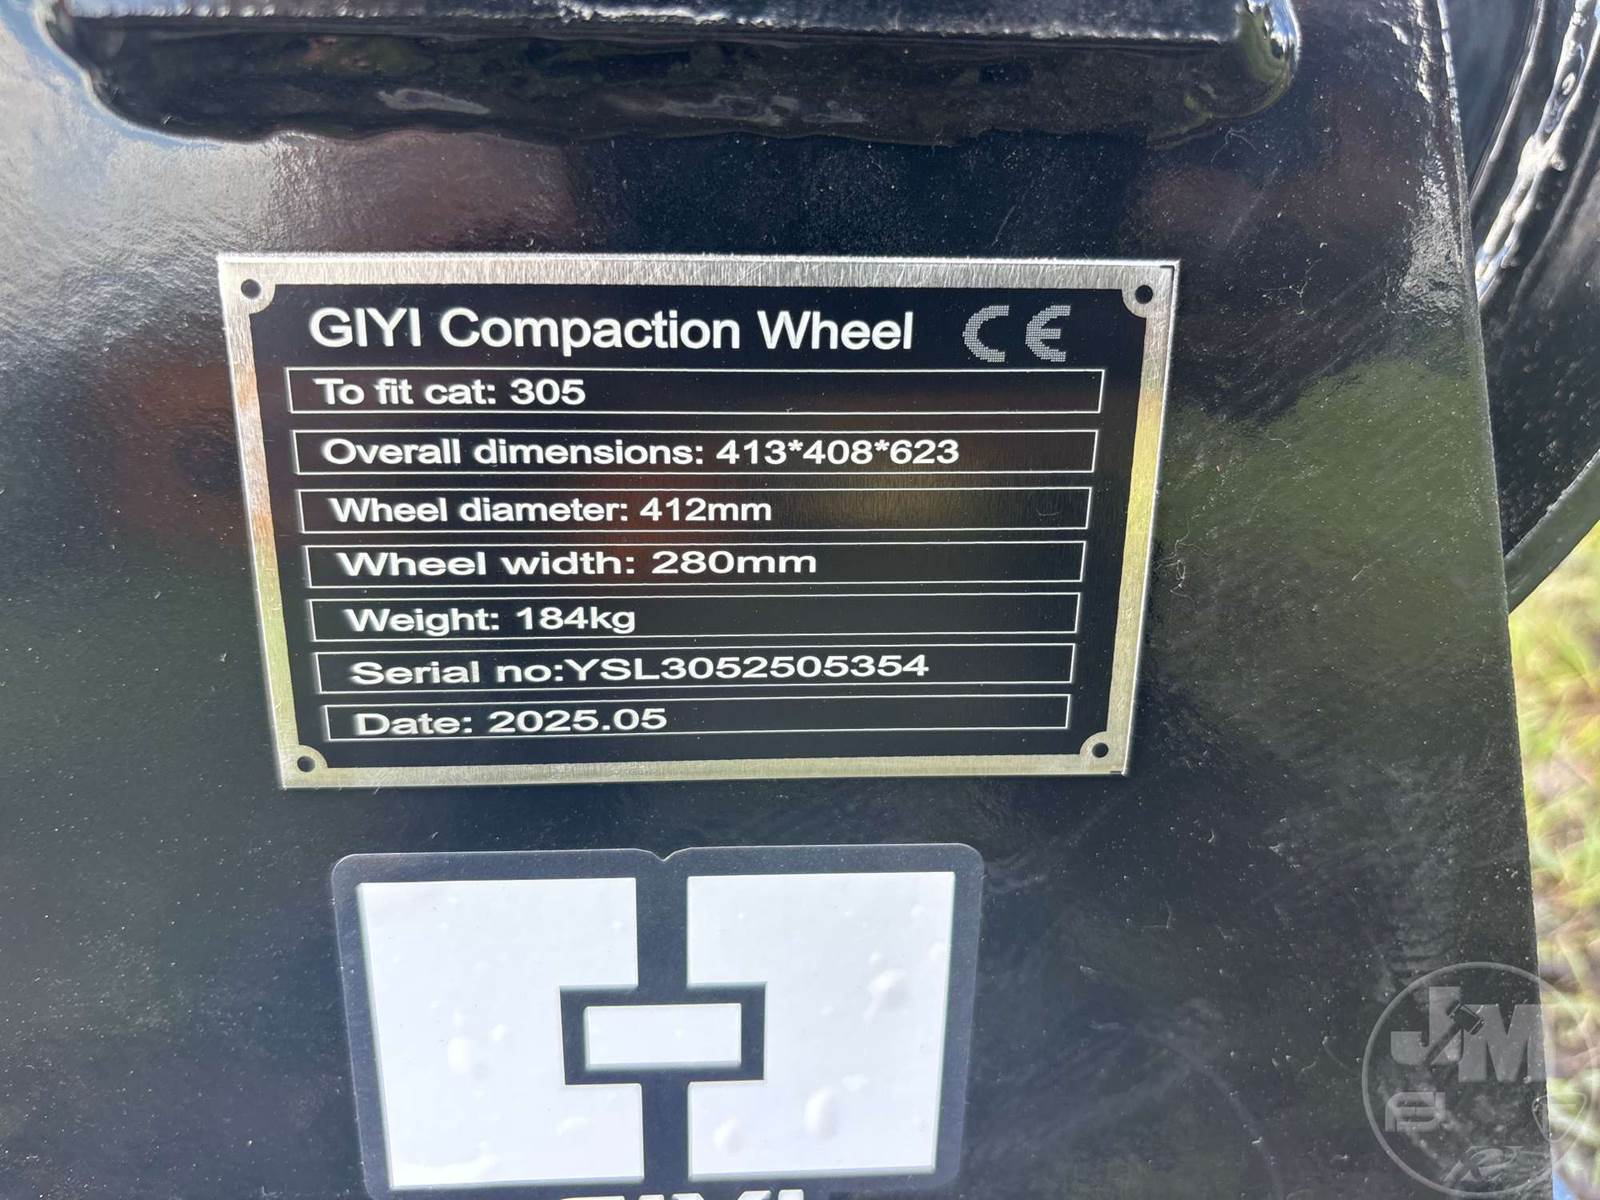 GIYI Compaction Wheel CE
To fit cat: 305
Overall dimensions: 413*408*623
Wheel diameter: 412mm
Wheel width: 280mm
Weight: 184kg
Serial no:YSL3052505354
Date: 2025.05
GIYI
J M